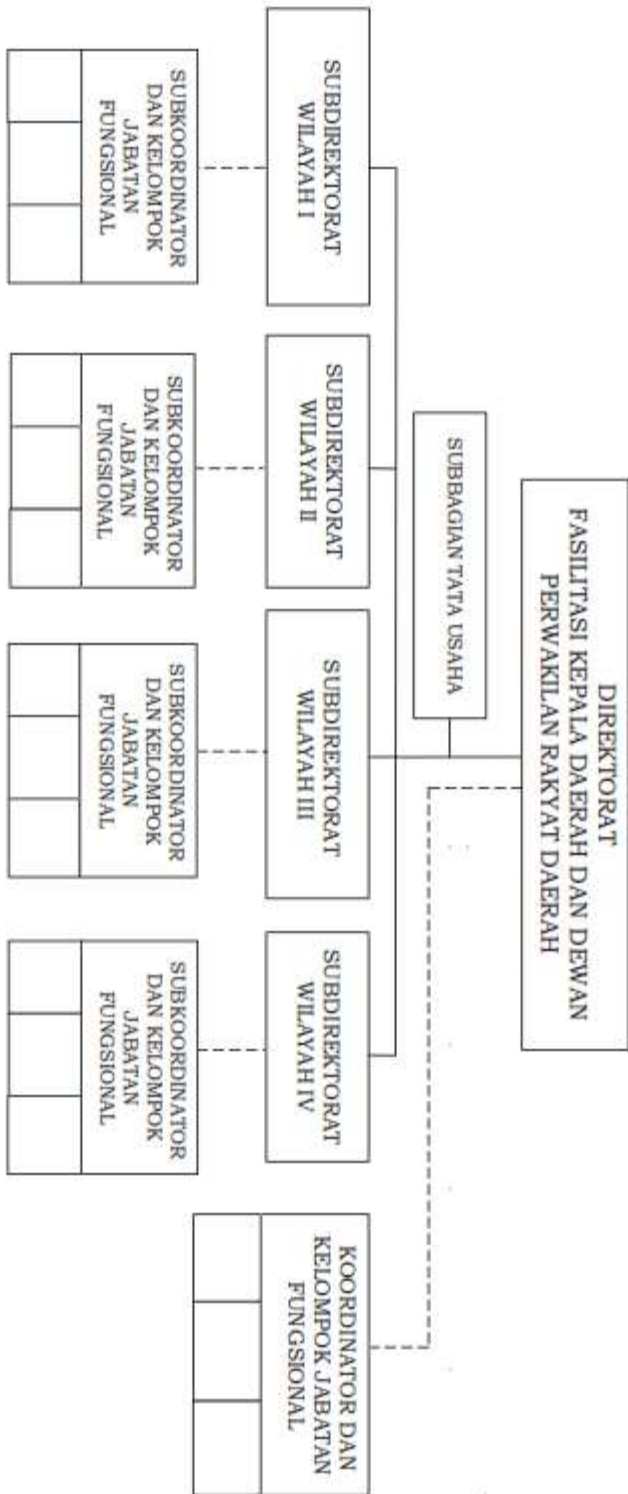 DIREKTORAT
FASILITASI KEPALA DAERAH DAN DEWAN
PERWAKILAN RAKYAT DAERAH
SUBBAGIAN TATA USAHA
SUBDIREKTORAT
WILAYAH I
SUBDIREKTORAT
WILAYAH II
SUBDIREKTORAT
WILAYAH III
SUBDIREKTORAT
WILAYAH IV
KOORDINATOR DAN
KELOMPOK JABATAN
FUNGSIONAL
SUBKOORDINATOR
DAN KELOMPOK
JABATAN
FUNGSIONAL
SUBKOORDINATOR
DAN KELOMPOK
JABATAN
FUNGSIONAL
SUBKOORDINATOR
DAN KELOMPOK
JABATAN
FUNGSIONAL
SUBKOORDINATOR
DAN KELOMPOK
JABATAN
FUNGSIONAL